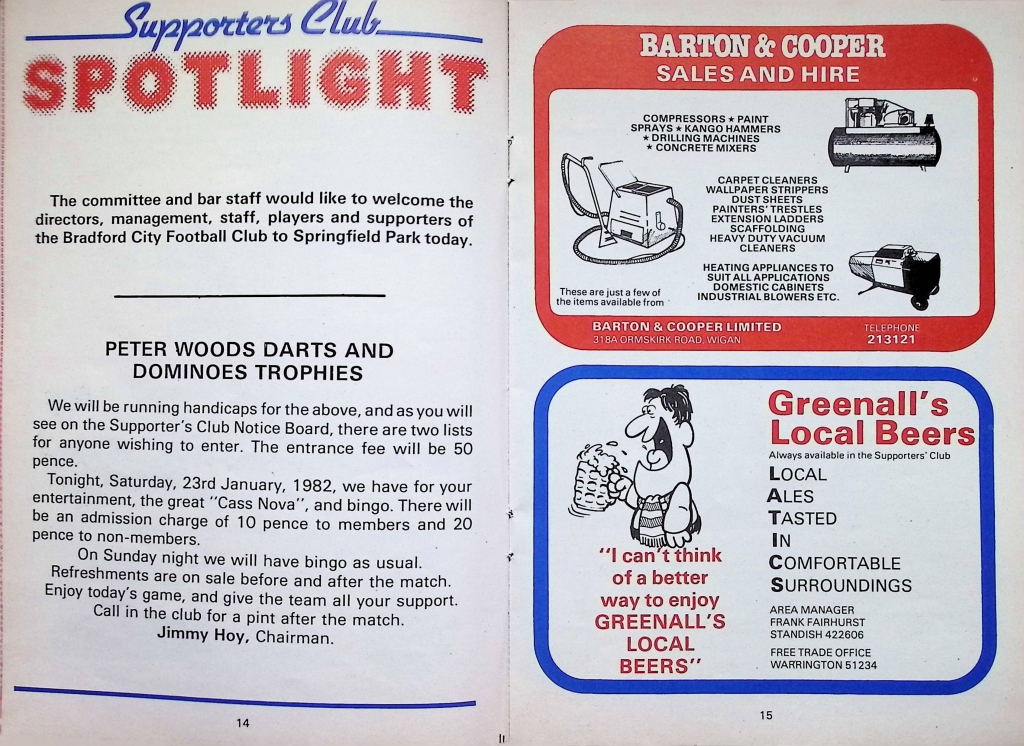 Supporters Club
SPOTLIGHT
The committee and bar staff would like to welcome the
directors, management, staff, players and supporters of
the Bradford City Football Club to Springfield Park today.
PETER WOODS DARTS AND
DOMINOES TROPHIES
We will be running handicaps for the above, and as you will
see on the Supporter's Club Notice Board, there are two lists
for anyone wishing to enter. The entrance fee will be 50
pence.
Tonight, Saturday, 23rd January, 1982, we have for your
entertainment, the great "Cass Nova", and bingo. There will
be an admission charge of 10 pence to members and 20
pence to non-members.
On Sunday night we will have bingo as usual.
Refreshments are on sale before and after the match.
Enjoy today's game, and give the team all your support.
Call in the club for a pint after the match.
Jimmy Hoy, Chairman.
14
BARTON & COOPER
SALES AND HIRE
COMPRESSORS ★ PAINT
SPRAYS ★ KANGO HAMMERS
★ DRILLING MACHINES
★ CONCRETE MIXERS
CARPET CLEANERS
WALLPAPER STRIPPERS
DUST SHEETS
PAINTERS' TRESTLES
EXTENSION LADDERS
SCAFFOLDING
HEAVY DUTY VACUUM
CLEANERS
HEATING APPLIANCES TO
SUIT ALL APPLICATIONS
DOMESTIC CABINETS
INDUSTRIAL BLOWERS ETC.
These are just a few of
the items available from
BARTON & COOPER LIMITED
318A ORMSKIRK ROAD, WIGAN
TELEPHONE
213121
Greenall's
Local Beers
Always available in the Supporters' Club
LOCAL
ALES
TASTED
IN
COMFORTABLE
SURROUNDINGS
"I can't think
of a better
way to enjoy
GREENALL'S
LOCAL
BEERS"
AREA MANAGER
FRANK FAIRHURST
STANDISH 422606
FREE TRADE OFFICE
WARRINGTON 51234
15